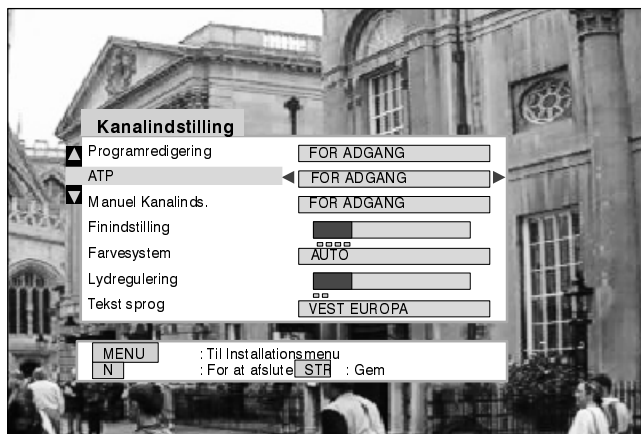 Kanalindstilling
Programredigering FOR ADGANG
ATP FOR ADGANG
Manuel Kanalinds. FOR ADGANG
Finindstilling
Farvesystem AUTO
Lydregulering
Tekst sprog VEST EUROPA
MENU : Til Installationsmenu
N : For at afslute STR : Gem